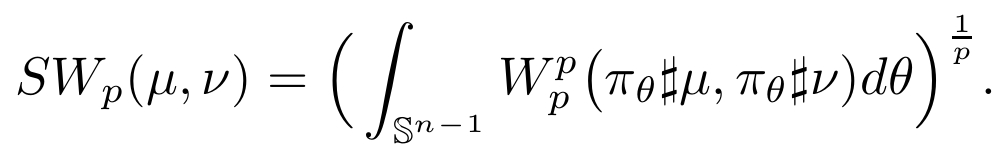 $SW_p(\mu, \nu) = \Big( \int_{\mathbb{S}^{n-1}} W_p^p \big( \pi_\theta \sharp \mu, \pi_\theta \sharp \nu ) d\theta \Big)^{\frac{1}{p}}.$